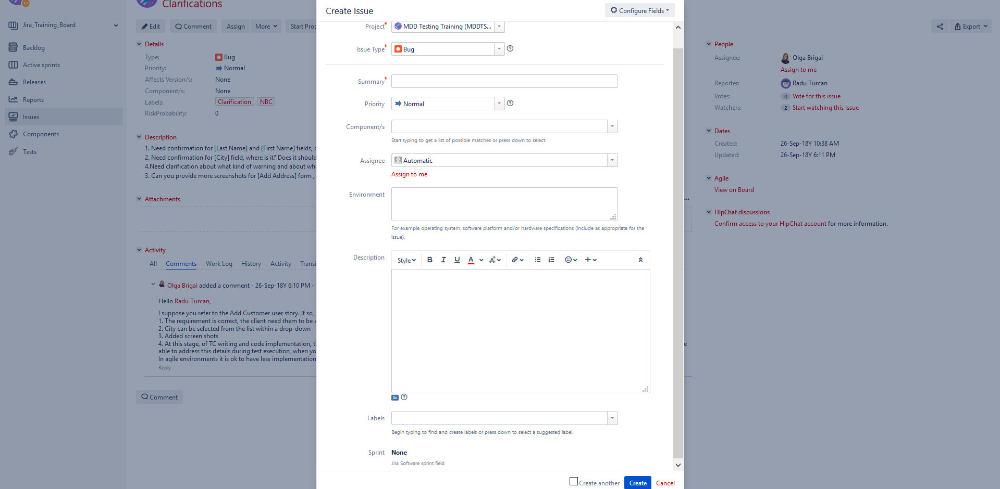 Jira_Training_Board
Backlog
Active sprints
Releases
Reports
Issues
Components
Tests
Clarifications
Edit
Comment
Assign
More
Start Prog
Details
Type: Bug
Priority: Normal
Affects Version/s: None
Component/s: None
Labels: Clarification NBC
RiskProbability: 0
Description
1. Need confirmation for [Last Name] and [First Name] fields,
2. Need confirmation for [City] field, where is it? Does it should
4.Need clarification about what kind of warning and about wha
3. Can you provide more screenshots for [Add Address] form ,
Attachments
Activity
All Comments Work Log History Activity Transi
Olga Brigai added a comment - 26-Sep-18Y 6:10 PM -
Hello Radu Turcan,
I suppose you refer to the Add Customer user story. If so,
1. The requirement is correct, the client need them to be a
2. City can be selected from the list within a drop-down
3. Added screen shots
4. At this stage, of TC writing and code implementation, th
able to address this details during test execution, when yo
In agile environments it is ok to have less implementation
Reply
Comment
Create Issue
Configure Fields
Project* MDD Testing Training (MDDTS...
Issue Type* Bug
Summary*
Priority Normal
Component/s
Start typing to get a list of possible matches or press down to select.
Assignee Automatic
Assign to me
Environment
For example operating system, software platform and/or hardware specifications (include as appropriate for the
issue).
Description
Style B I U A
Labels
Begin typing to find and create labels or press down to select a suggested label.
Sprint None
Jira Software sprint field
Create another Create Cancel
Export
People
Assignee: Olga Brigai
Assign to me
Reporter: Radu Turcan
Votes: 0 Vote for this issue
Watchers: 2 Start watching this issue
Dates
Created: 26-Sep-18Y 10:38 AM
Updated: 26-Sep-18Y 6:11 PM
Agile
View on Board
HipChat discussions
Confirm access to your HipChat account for more information.